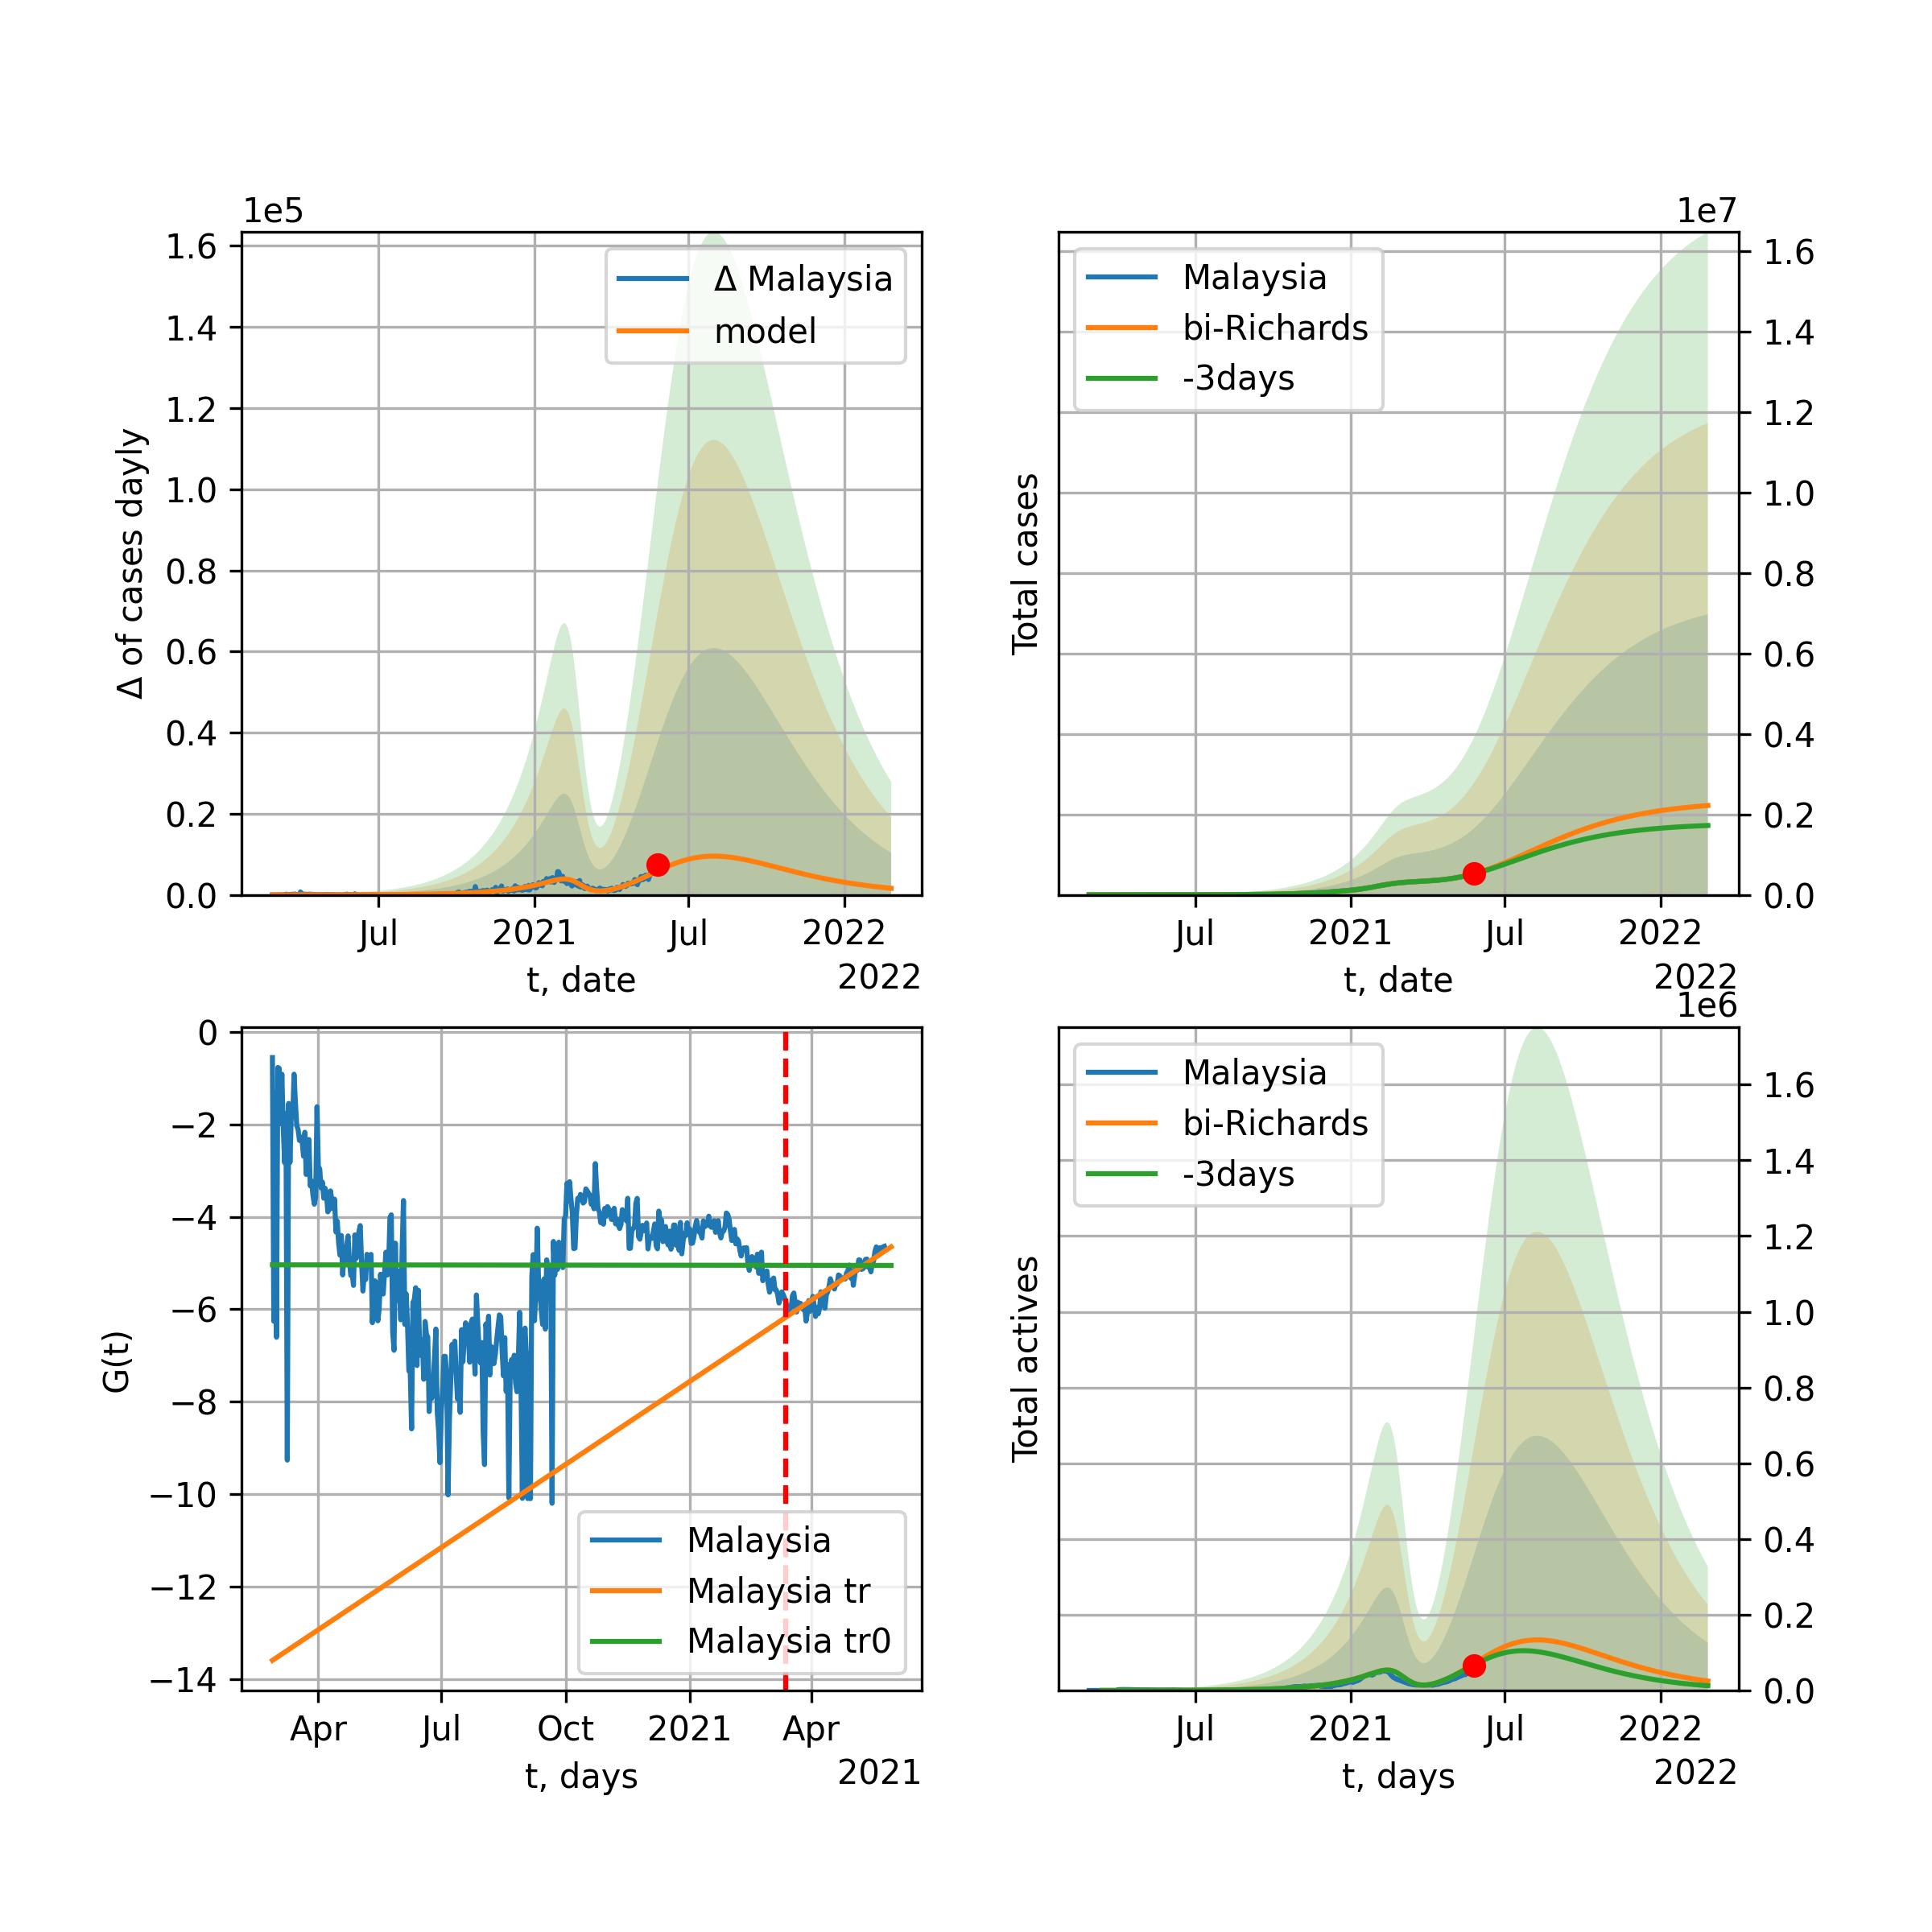 1e5
1.6
1.4
1.2
1.0
0.8
0.6
0.4
0.2
0.0
Δ of cases dayly
Δ Malaysia
model
Jul
2021
Jul
2022
t, date
2022
1e7
Total cases
Malaysia
bi-Richards
-3days
1.6
1.4
1.2
1.0
0.8
0.6
0.4
0.2
0.0
Jul
2021
Jul
2022
t, date
2022
0
−2
−4
−6
−8
−10
−12
−14
G(t)
Malaysia
Malaysia tr
Malaysia tr0
Apr
Jul
Oct
2021
Apr
t, days
2021
1e6
Total actives
Malaysia
bi-Richards
-3days
1.6
1.4
1.2
1.0
0.8
0.6
0.4
0.2
0.0
Jul
2021
Jul
2022
t, days
2022